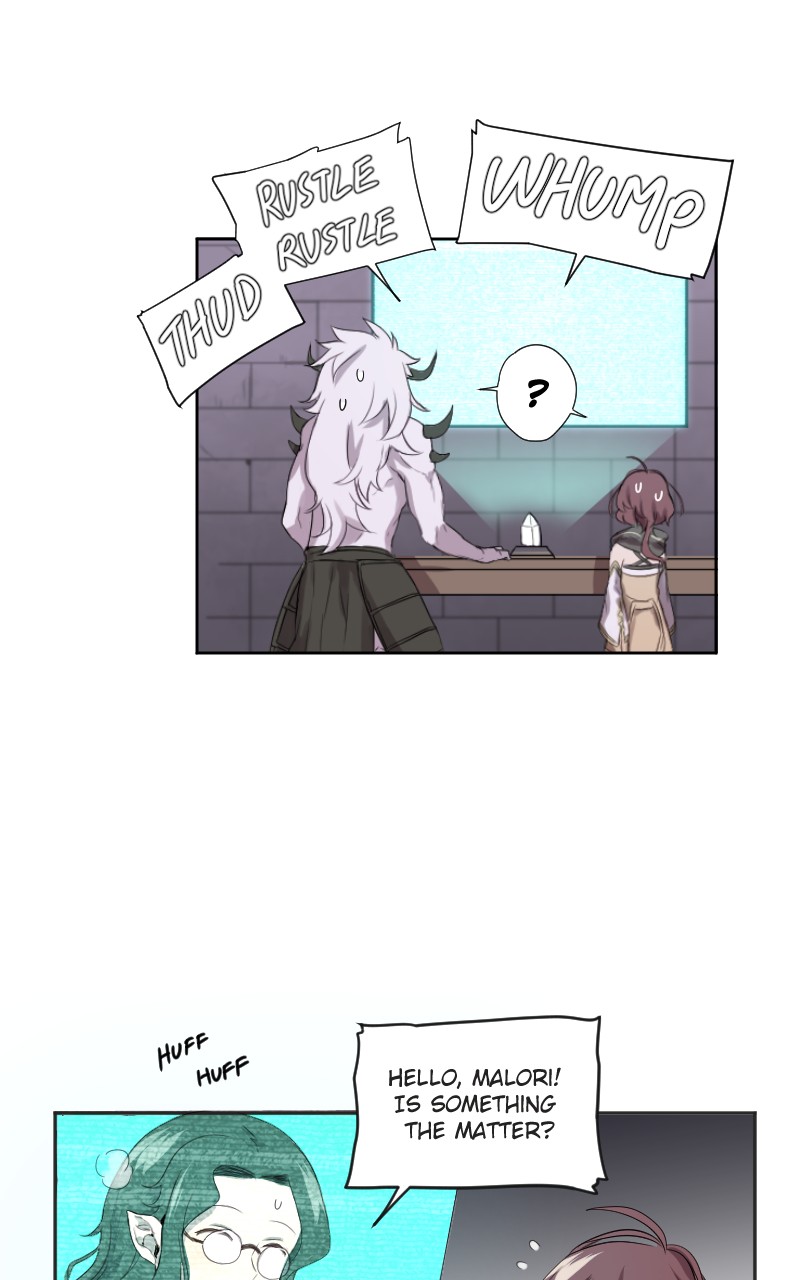 THUD
RUSTLE
RUSTLE
WHUMP
?
HUFF
HUFF
HELLO, MALORI!
IS SOMETHING
THE MATTER?